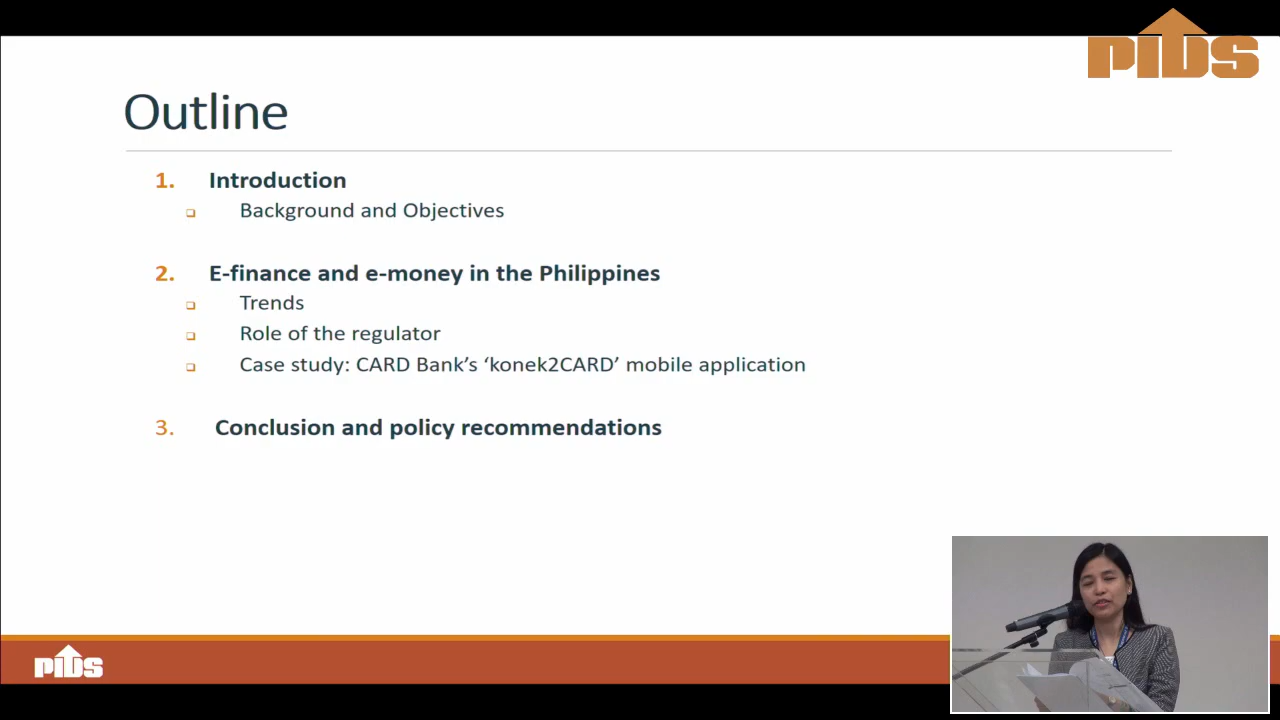 PIDS
Outline
1. Introduction
❑ Background and Objectives
2. E-finance and e-money in the Philippines
❑ Trends
❑ Role of the regulator
❑ Case study: CARD Bank’s ‘konek2CARD’ mobile application
3. Conclusion and policy recommendations
PIDS